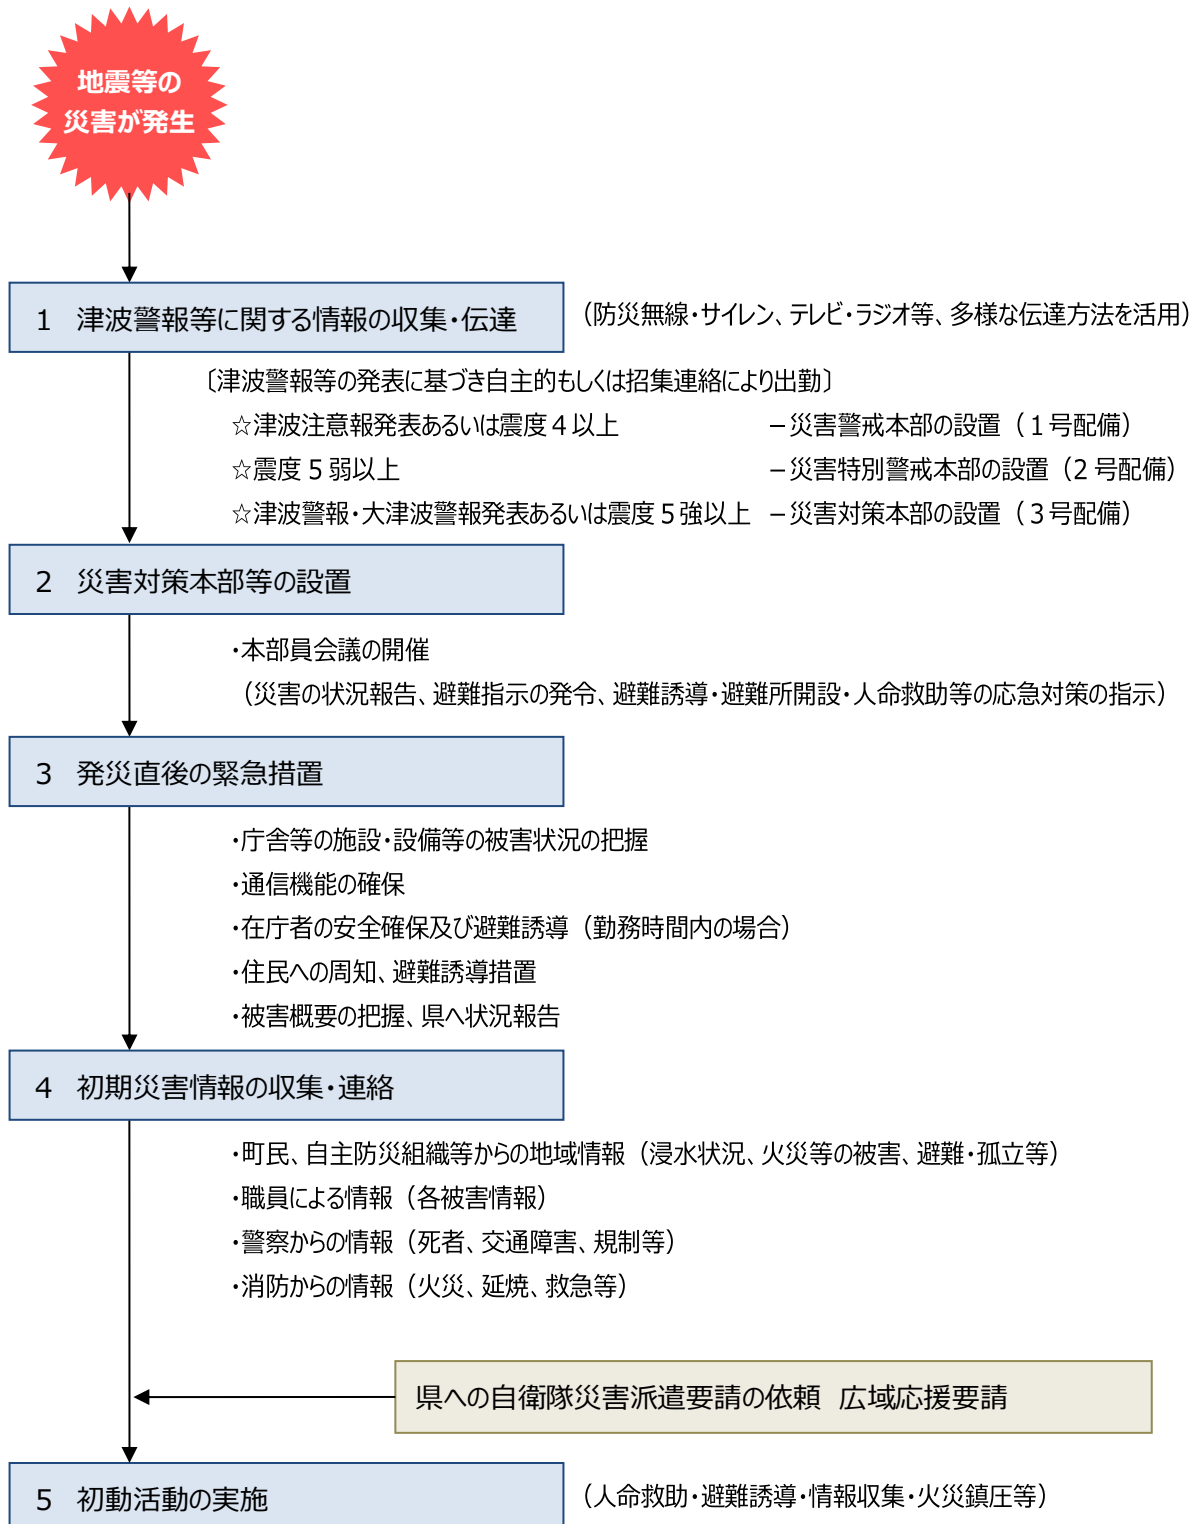 地震等の
災害が発生
1 津波警報等に関する情報の収集・伝達
（防災無線・サイレン、テレビ・ラジオ等、多様な伝達方法を活用）
〔津波警報等の発表に基づき自主的もしくは招集連絡により出勤〕
☆津波注意報発表あるいは震度４以上 －災害警戒本部の設置（１号配備）
☆震度５弱以上 －災害特別警戒本部の設置（２号配備）
☆津波警報・大津波警報発表あるいは震度５強以上 －災害対策本部の設置（３号配備）
2 災害対策本部等の設置
・本部員会議の開催
（災害の状況報告、避難指示の発令、避難誘導・避難所開設・人命救助等の応急対策の指示）
3 発災直後の緊急措置
・庁舎等の施設・設備等の被害状況の把握
・通信機能の確保
・在庁者の安全確保及び避難誘導（勤務時間内の場合）
・住民への周知、避難誘導措置
・被害概要の把握、県へ状況報告
4 初期災害情報の収集・連絡
・町民、自主防災組織等からの地域情報（浸水状況、火災等の被害、避難・孤立等）
・職員による情報（各被害情報）
・警察からの情報（死者、交通障害、規制等）
・消防からの情報（火災、延焼、救急等）
県への自衛隊災害派遣要請の依頼　広域応援要請
5 初動活動の実施
（人命救助・避難誘導・情報収集・火災鎮圧等）